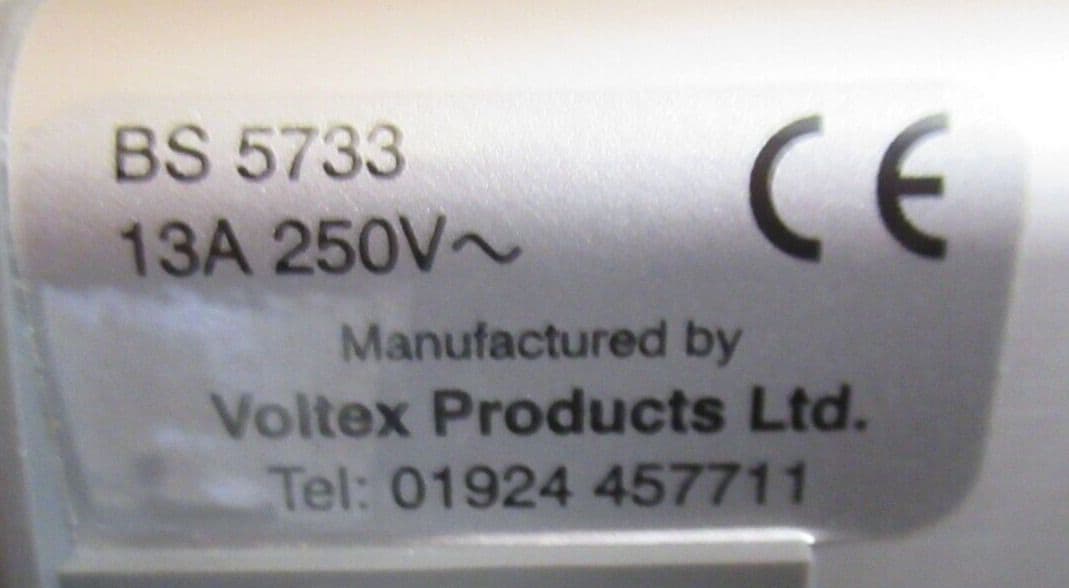 BS 5733
CE
13A 250V~
Manufactured by
Voltex Products Ltd.
Tel: 01924 457711